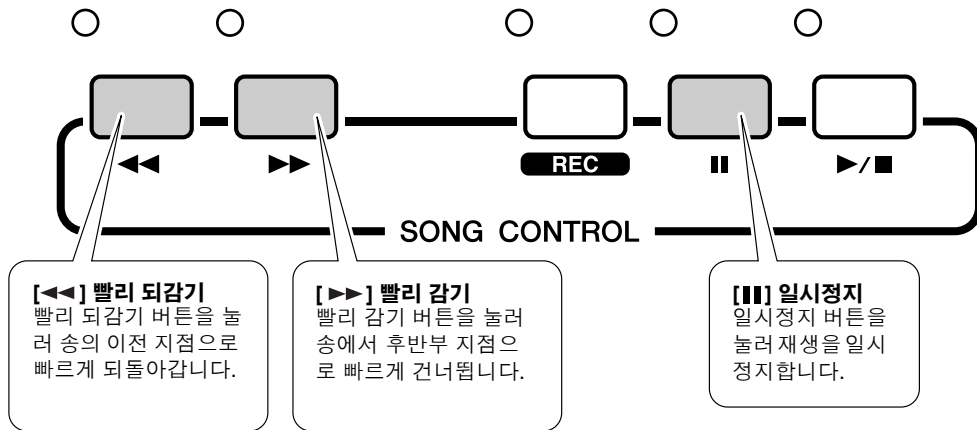 REC
SONG CONTROL
[◄◄] 빨리 되감기
빨리 되감기 버튼을 눌
러 송의 이전 지점으로
빠르게 되돌아갑니다.
[►►] 빨리 감기
빨리 감기 버튼을 눌러
송에서 후반부 지점으
로 빠르게 건너뜁니다.
[❚❚] 일시정지
일시정지 버튼을
눌러 재생을 일시
정지합니다.